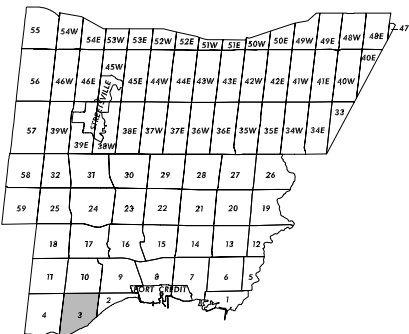 55 54W 54E 53W 53E 52W 52E 51W 51E 50W 50E 49W 49E 48W 48E 47
56 46W 46E 45W 45E 44W 44E 43W 43E 42W 42E 41W 41E 40W 40E
STREETSVILLE
57 39W 39E 38W 38E 37W 37E 36W 36E 35W 35E 34W 34E 33
58 32 31 30 29 28 27 26
59 25 24 23 22 21 20 19
18 17 16 15 14 13 12
11 10 9 8 7 6 5
PORT CREDIT
4 3 2 1